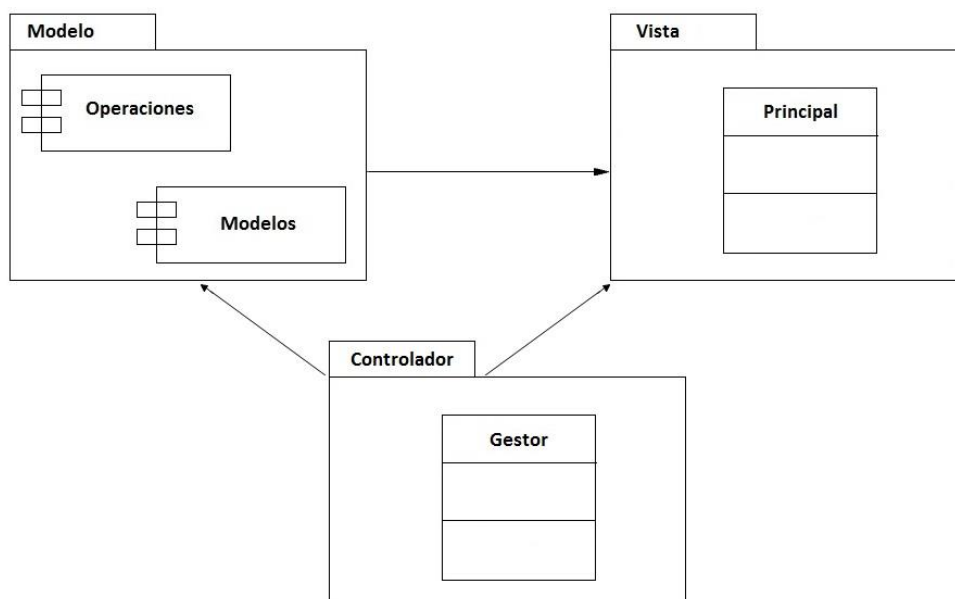 Modelo
Operaciones
Modelos
Vista
Principal
Controlador
Gestor